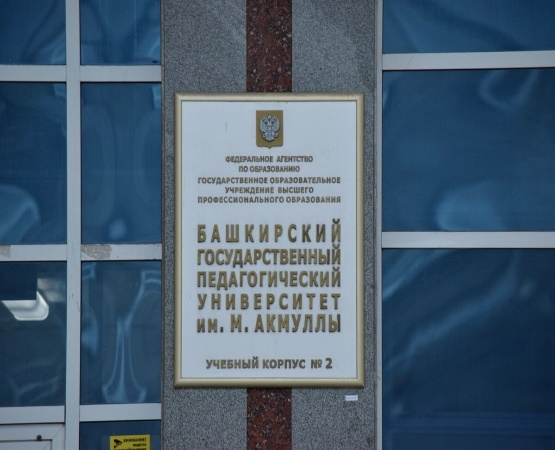 ФЕДЕРАЛЬНОЕ АГЕНТСТВО
ПО ОБРАЗОВАНИЮ
ГОСУДАРСТВЕННОЕ ОБРАЗОВАТЕЛЬНОЕ
УЧРЕЖДЕНИЕ ВЫСШЕГО
ПРОФЕССИОНАЛЬНОГО ОБРАЗОВАНИЯ
БАШКИРСКИЙ
ГОСУДАРСТВЕННЫЙ
ПЕДАГОГИЧЕСКИЙ
УНИВЕРСИТЕТ
ИМ. М. АКМУЛЛЫ
УЧЕБНЫЙ КОРПУС № 2